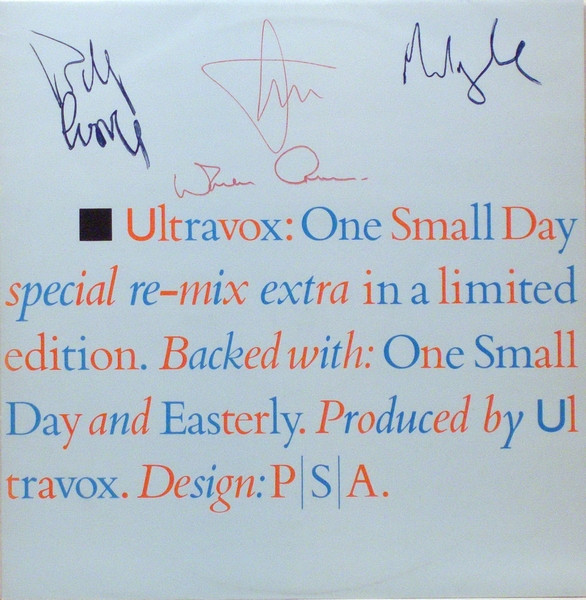 Ultravox: One Small Day
special re-mix extra in a limited
edition. Backed with: One Small
Day and Easterly. Produced by Ul
travox. Design: P|S|A.